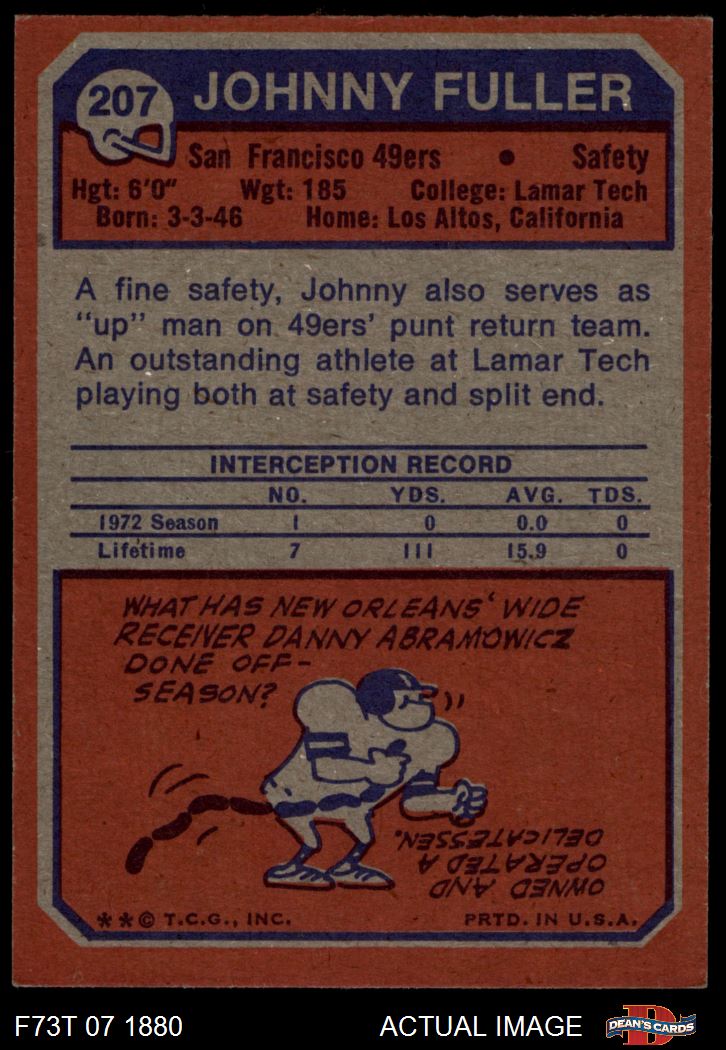 207
JOHNNY FULLER
San Francisco 49ers • Safety
Hgt: 6'0" Wgt: 185 College: Lamar Tech
Born: 3-3-46 Home: Los Altos, California
A fine safety, Johnny also serves as
"up" man on 49ers' punt return team.
An outstanding athlete at Lamar Tech
playing both at safety and split end.
INTERCEPTION RECORD
NO. YDS. AVG. TDS.
1972 Season 1 0 0.0 0
Lifetime 7 111 15.9 0
WHAT HAS NEW ORLEANS' WIDE
RECEIVER DANNY ABRAMOWICZ
DONE OFF-
SEASON?
OWNED AND
OPERATED A
DELICATESSEN.
**© T.C.G., INC. PRTD. IN U.S.A.
F73T 07 1880 ACTUAL IMAGE
DEAN'S CARDS